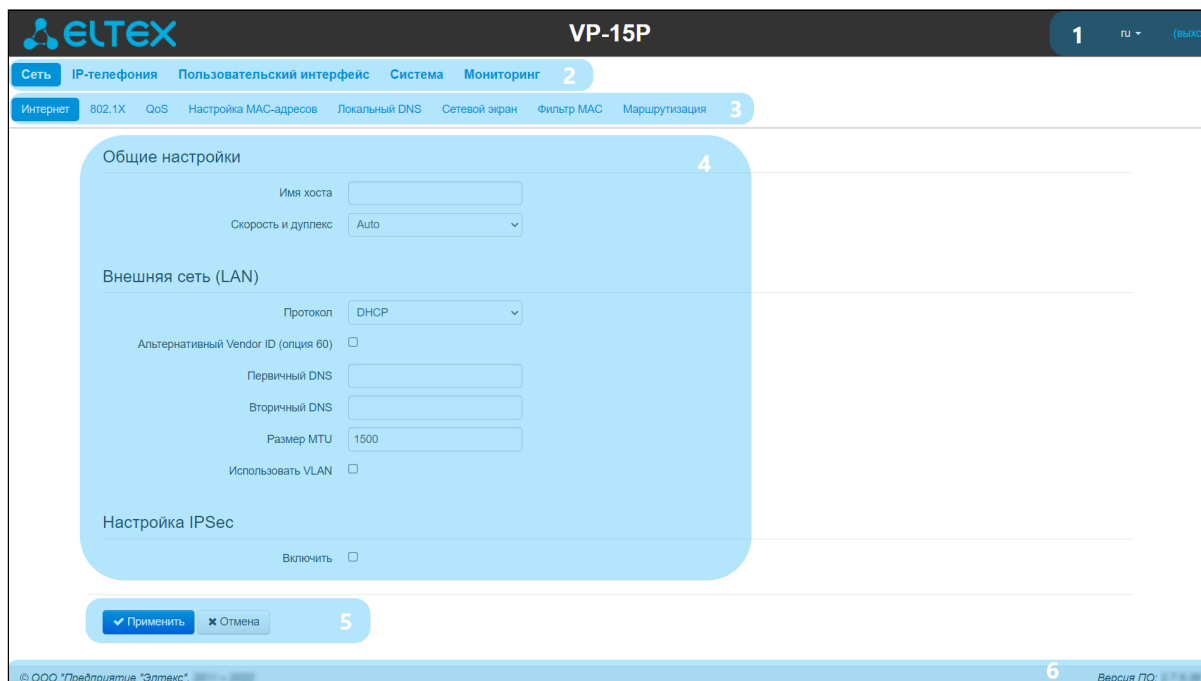 ELTEX VP-15P 1 ru (выхо
Сеть IP-телефония Пользовательский интерфейс Система Мониторинг 2
Интернет 802.1X QoS Настройка MAC-адресов Локальный DNS Сетевой экран Фильтр MAC Маршрутизация 3
Общие настройки 4
Имя хоста
Скорость и дуплекс Auto
Внешняя сеть (LAN)
Протокол DHCP
Альтернативный Vendor ID (опция 60)
Первичный DNS
Вторичный DNS
Размер MTU 1500
Использовать VLAN
Настройка IPSec
Включить
Применить Отмена 5
6
© ООО "Предприятие "Элтекс", Версия ПО: